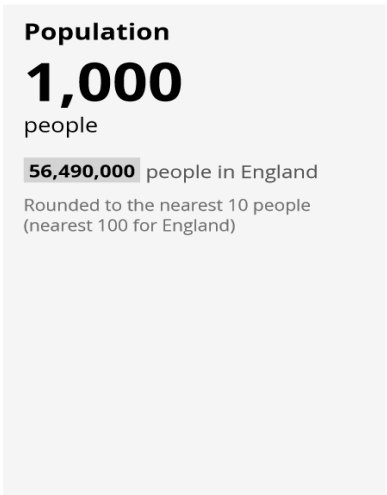 Population
1,000
people
56,490,000 people in England
Rounded to the nearest 10 people
(nearest 100 for England)